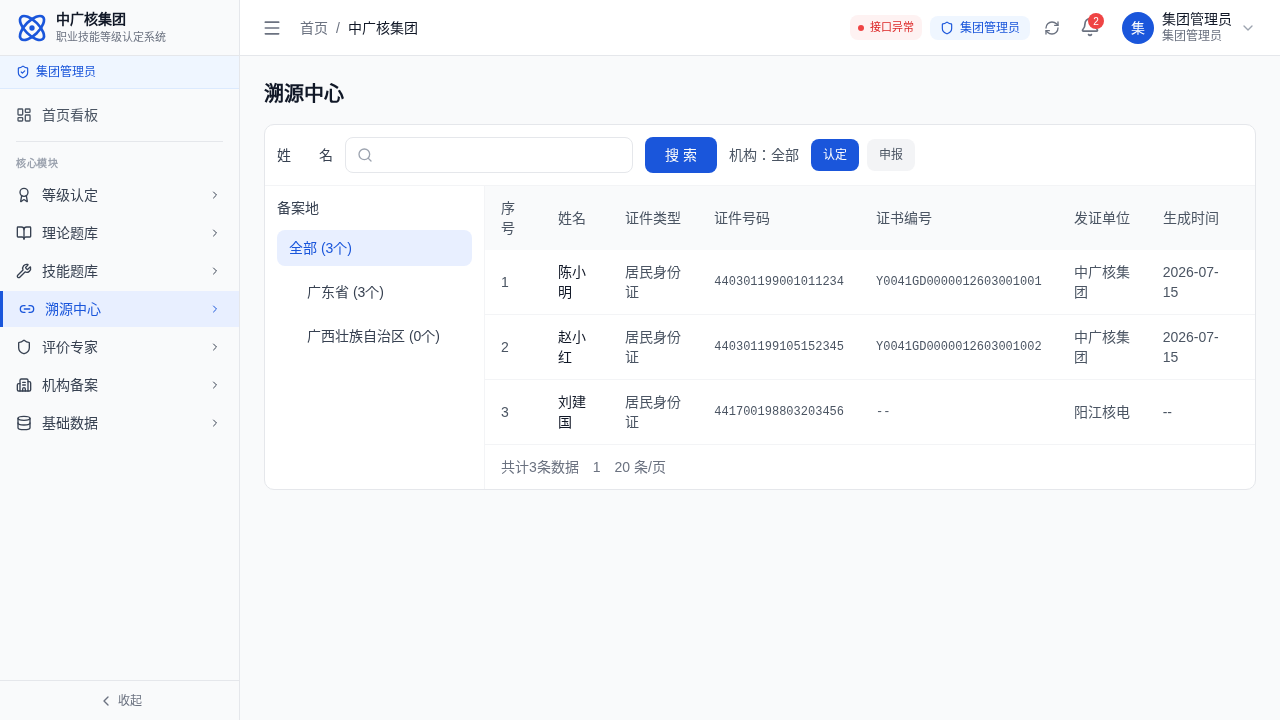 中广核集团
职业技能等级认定系统
集团管理员
首页看板
核心模块
等级认定
理论题库
技能题库
溯源中心
评价专家
机构备案
基础数据
收起
首页 / 中广核集团
接口异常
集团管理员
2
集
集团管理员
集团管理员
溯源中心
姓 名
搜 索
机构：全部
认定
申报
备案地
全部 (3个)
广东省 (3个)
广西壮族自治区 (0个)
序号 姓名 证件类型 证件号码 证书编号 发证单位 生成时间
1 陈小明 居民身份证 440301199001011234 Y0041GD0000012603001001 中广核集团 2026-07-15
2 赵小红 居民身份证 440301199105152345 Y0041GD0000012603001002 中广核集团 2026-07-15
3 刘建国 居民身份证 441700198803203456 -- 阳江核电 --
共计3条数据 1 20 条/页